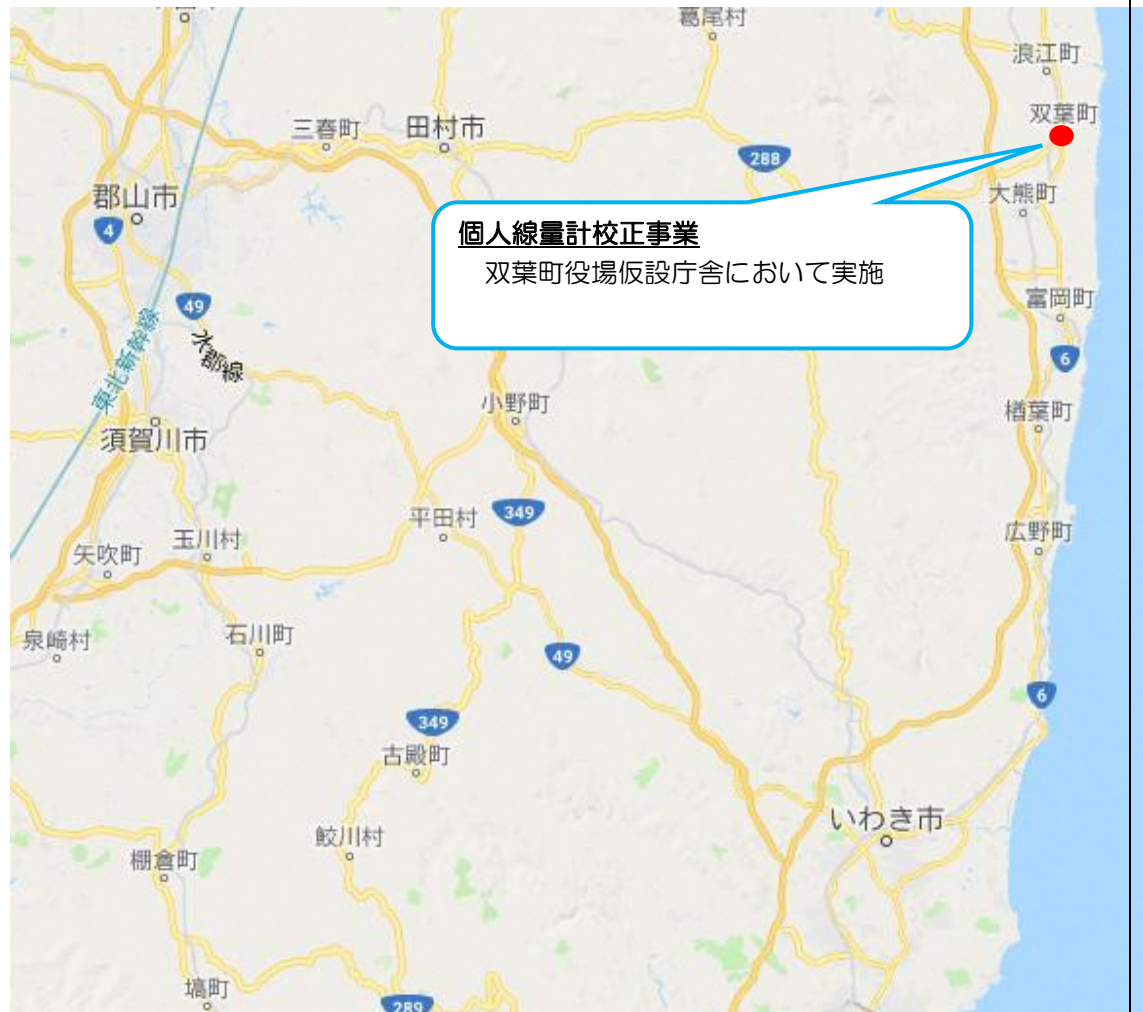 葛尾村
浪江町
双葉町
三春町
田村市
288
郡山市
大熊町
4
個人線量計校正事業
双葉町役場仮設庁舎において実施
49
富岡町
水郡線
東北新幹線
6
小野町
楢葉町
須賀川市
平田村
349
広野町
矢吹町
玉川村
泉崎村
石川町
49
6
349
古殿町
いわき市
鮫川村
棚倉町
塙町
289